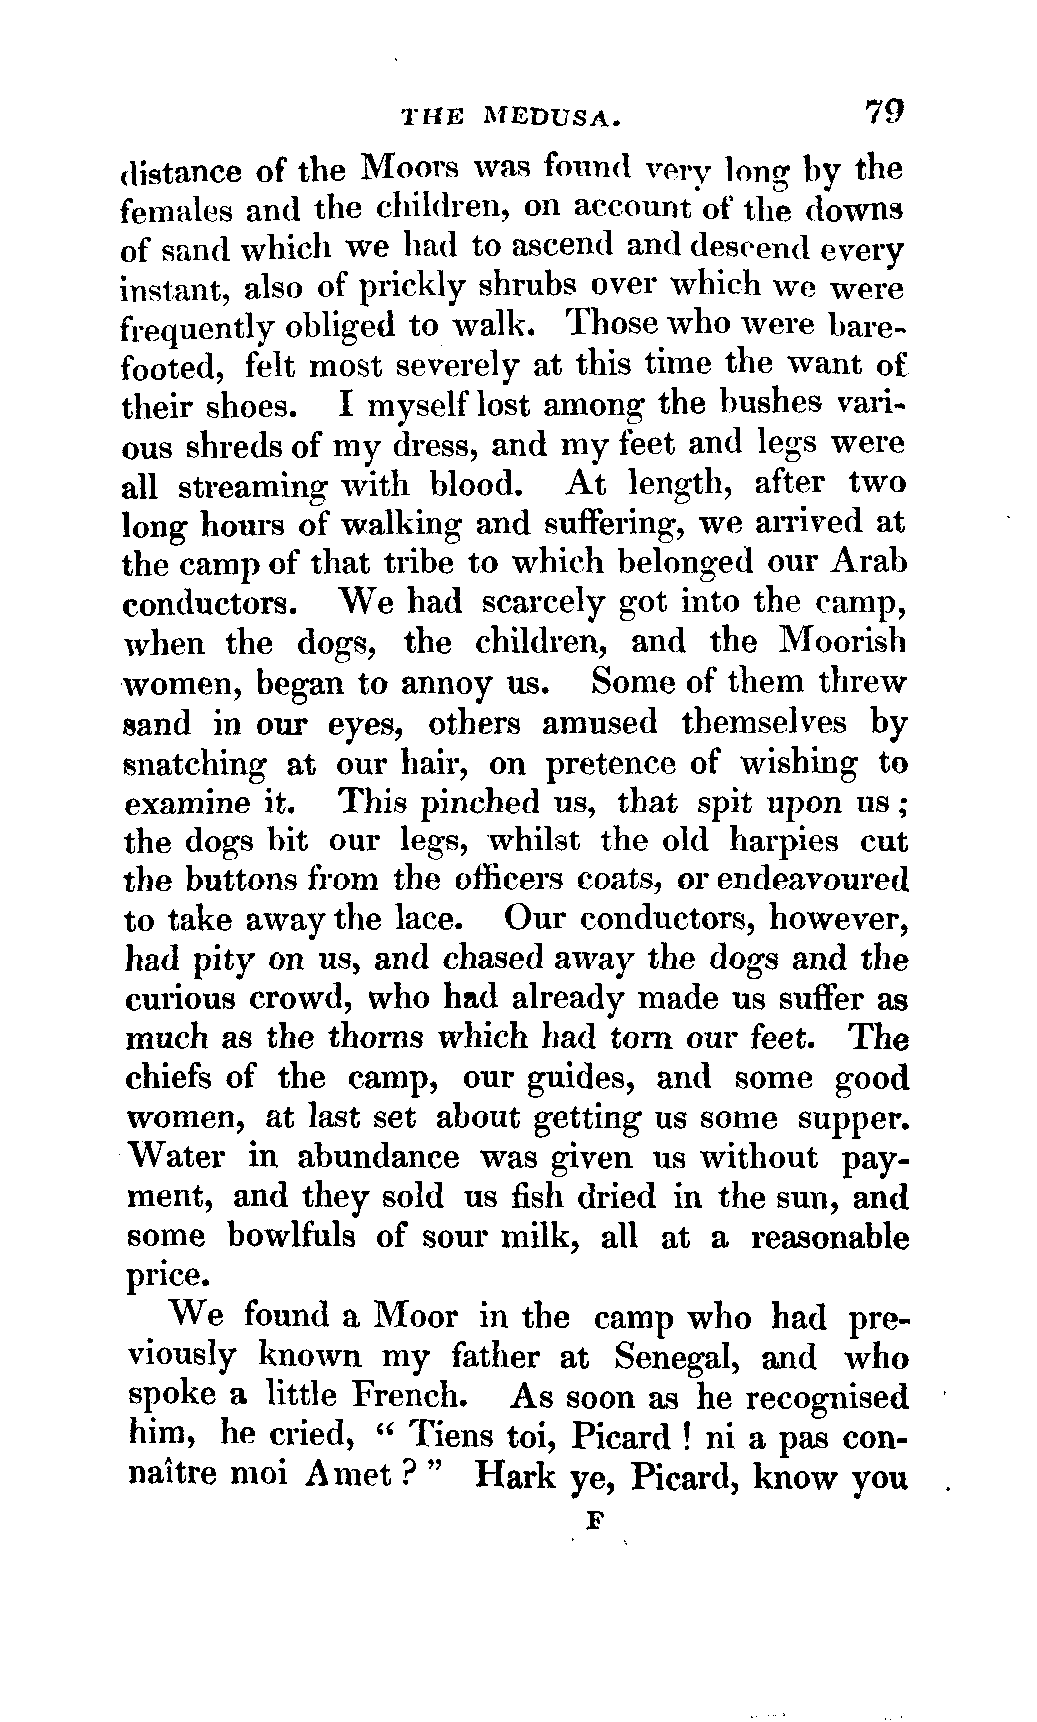 THE MEDUSA. 79
distance of the Moors was found very long by the
females and the children, on account of the downs
of sand which we had to ascend and descend every
instant, also of prickly shrubs over which we were
frequently obliged to walk. Those who were bare-
footed, felt most severely at this time the want of
their shoes. I myself lost among the bushes vari-
ous shreds of my dress, and my feet and legs were
all streaming with blood. At length, after two
long hours of walking and suffering, we arrived at
the camp of that tribe to which belonged our Arab
conductors. We had scarcely got into the camp,
when the dogs, the children, and the Moorish
women, began to annoy us. Some of them threw
sand in our eyes, others amused themselves by
snatching at our hair, on pretence of wishing to
examine it. This pinched us, that spit upon us ;
the dogs bit our legs, whilst the old harpies cut
the buttons from the officers coats, or endeavoured
to take away the lace. Our conductors, however,
had pity on us, and chased away the dogs and the
curious crowd, who had already made us suffer as
much as the thorns which had torn our feet. The
chiefs of the camp, our guides, and some good
women, at last set about getting us some supper.
Water in abundance was given us without pay-
ment, and they sold us fish dried in the sun, and
some bowlfuls of sour milk, all at a reasonable
price.
We found a Moor in the camp who had pre-
viously known my father at Senegal, and who
spoke a little French. As soon as he recognised
him, he cried, “ Tiens toi, Picard ! ni a pas con-
naître moi Amet ? ” Hark ye, Picard, know you
F